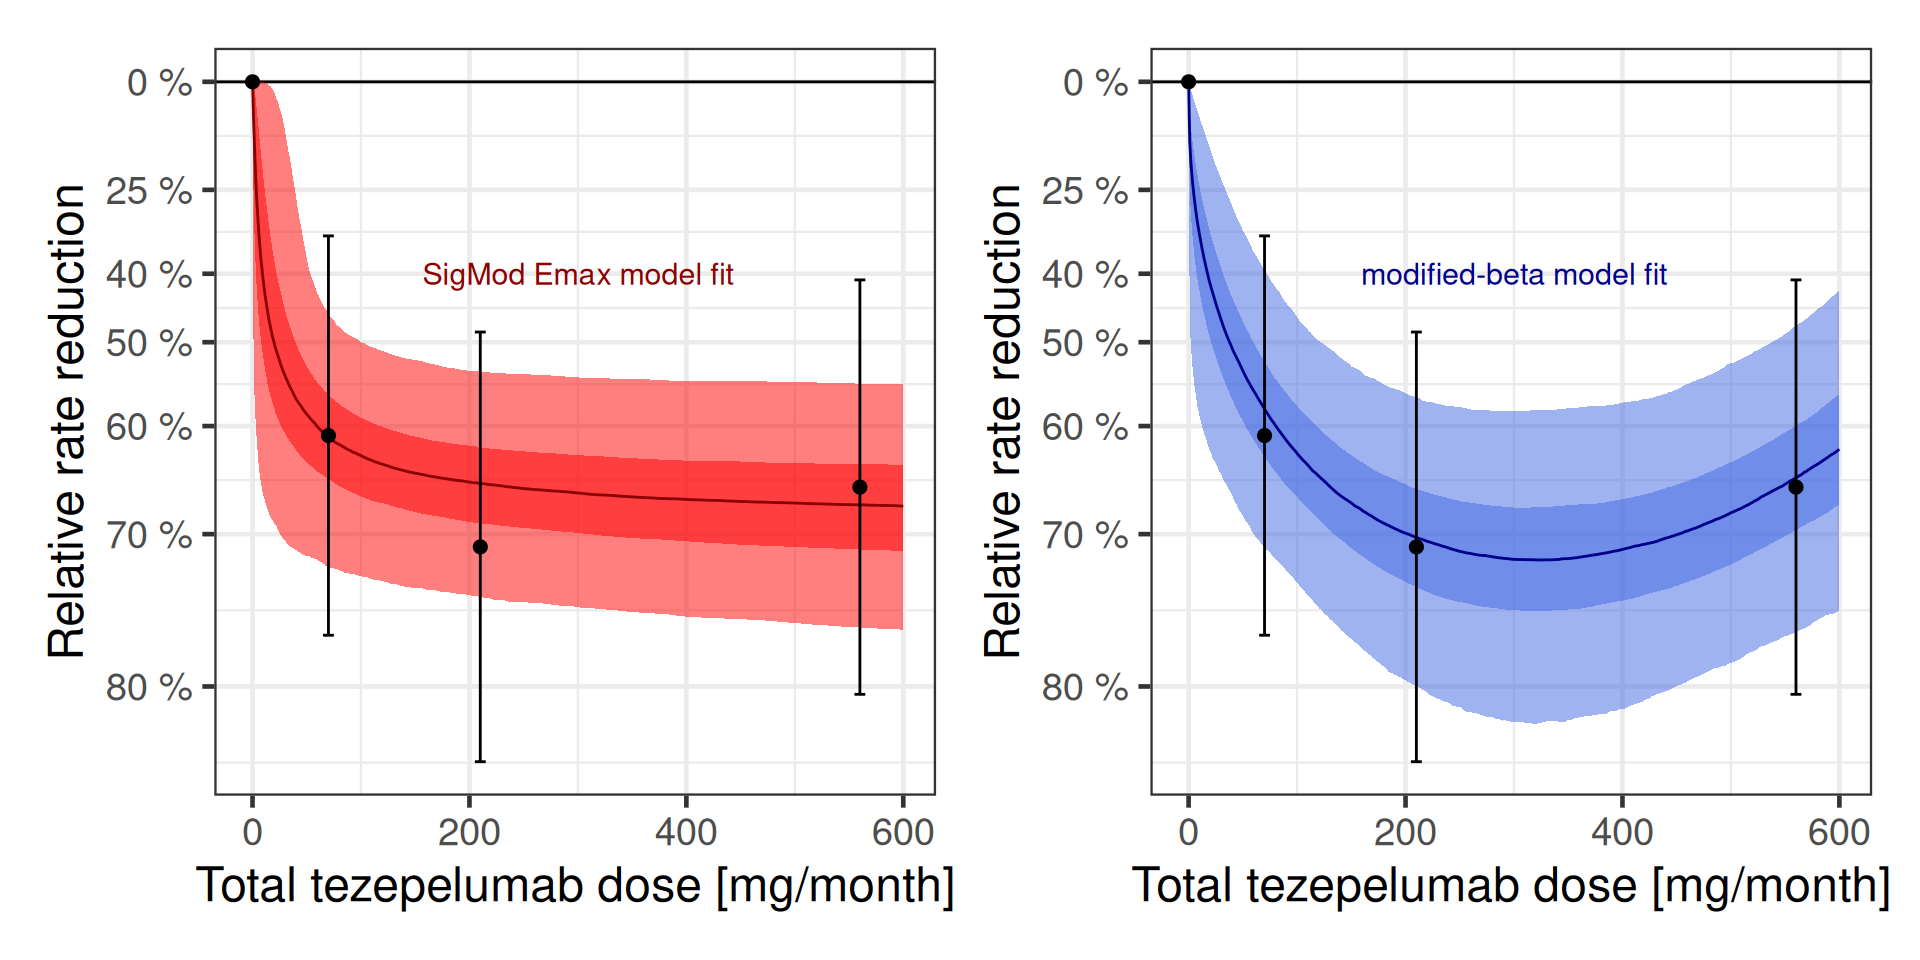 Relative rate reduction
0 %
25 %
40 %
50 %
60 %
70 %
80 %
SigMod Emax model fit
0 200 400 600
Total tezepelumab dose [mg/month]
Relative rate reduction
0 %
25 %
40 %
50 %
60 %
70 %
80 %
modified-beta model fit
0 200 400 600
Total tezepelumab dose [mg/month]